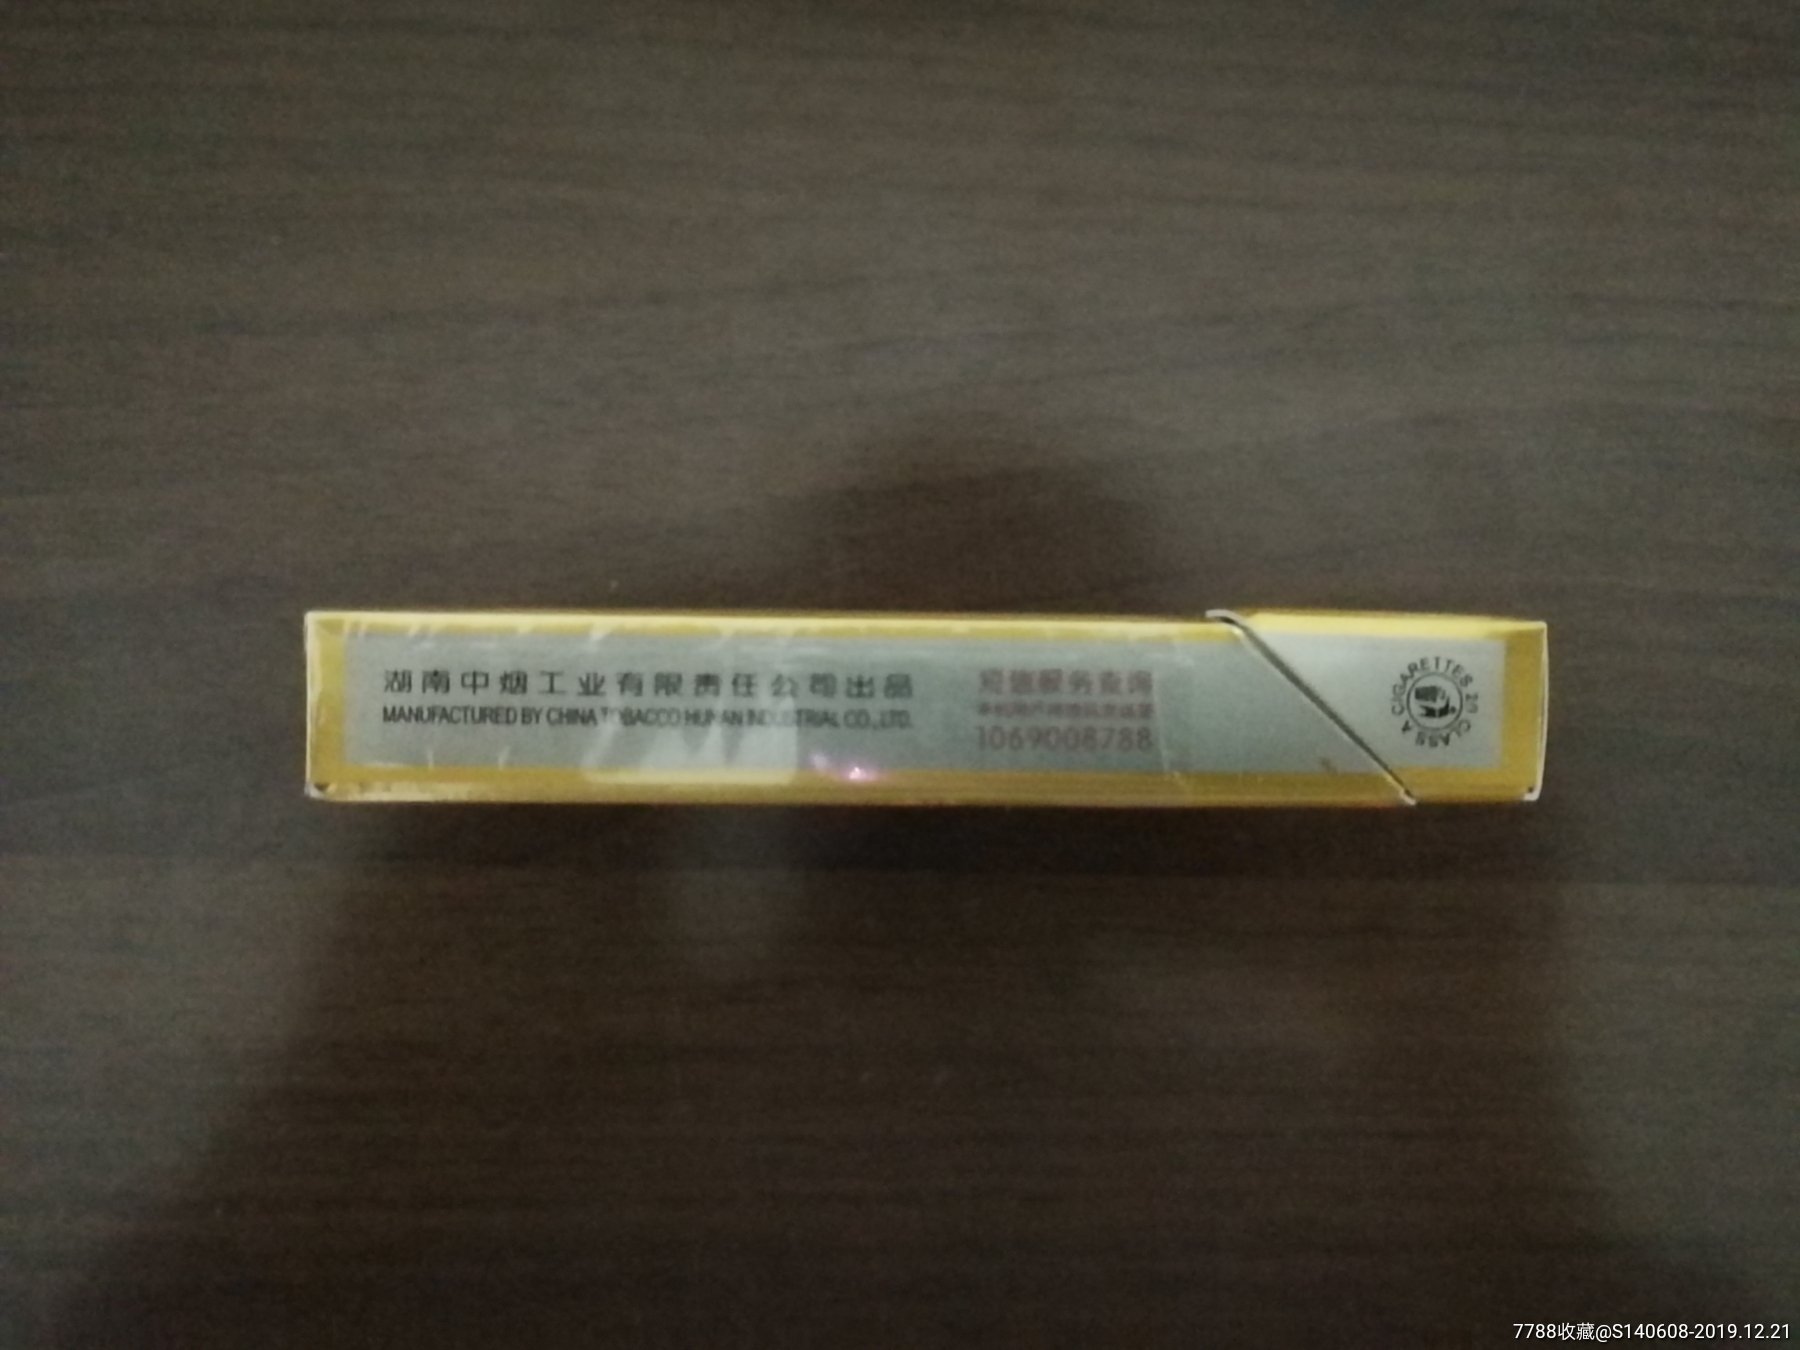 湖南中烟工业有限责任公司出品
MANUFACTURED BY CHINA TOBACCO HUNAN INDUSTRIAL CO.,LTD.
短信服务查询
1069008788
CLASS A CIGARETTES 20
7788收藏@S140608-2019.12.21